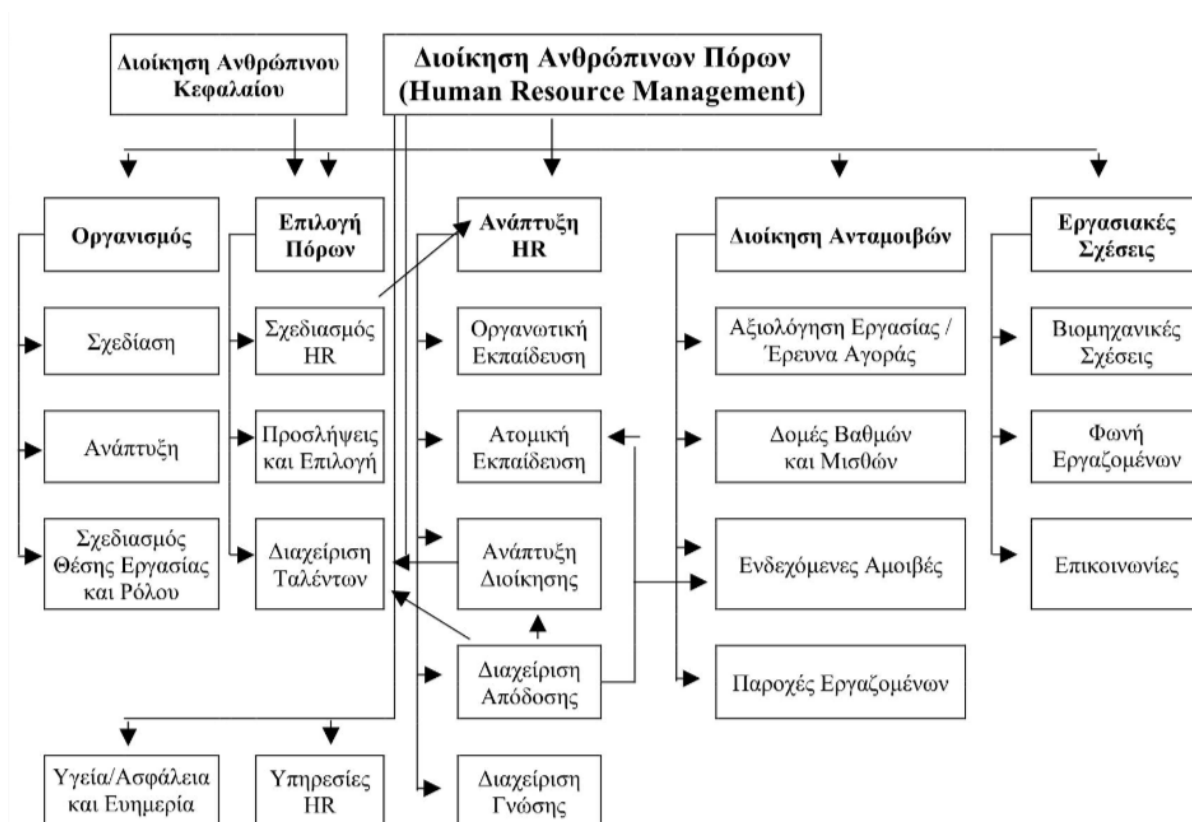 Διοίκηση Ανθρώπινου
Κεφαλαίου
Διοίκηση Ανθρώπινων Πόρων
(Human Resource Management)
Οργανισμός
Επιλογή
Πόρων
Ανάπτυξη
HR
Διοίκηση Ανταμοιβών
Εργασιακές
Σχέσεις
Σχεδίαση
Σχεδιασμός
HR
Οργανωτική
Εκπαίδευση
Αξιολόγηση Εργασίας /
Έρευνα Αγοράς
Βιομηχανικές
Σχέσεις
Ανάπτυξη
Προσλήψεις
και Επιλογή
Ατομική
Εκπαίδευση
Δομές Βαθμών
και Μισθών
Φωνή
Εργαζομένων
Σχεδιασμός
Θέσης Εργασίας
και Ρόλου
Διαχείριση
Ταλέντων
Ανάπτυξη
Διοίκησης
Ενδεχόμενες Αμοιβές
Επικοινωνίες
Διαχείριση
Απόδοσης
Παροχές Εργαζομένων
Υγεία/Ασφάλεια
και Ευημερία
Υπηρεσίες
HR
Διαχείριση
Γνώσης